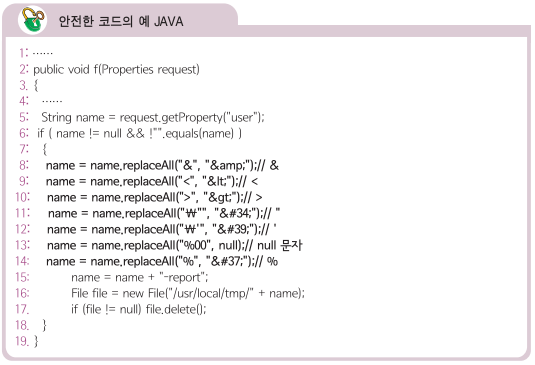 안전한 코드의 예 JAVA
1: ……
2: public void f(Properties request)
3. {
4: ……
5: String name = request.getProperty("user");
6: if ( name != null && !"".equals(name) )
7: {
8: name = name.replaceAll("&", "&amp;");// &
9: name = name.replaceAll("<", "&lt;");// <
10: name = name.replaceAll(">", "&gt;");// >
11: name = name.replaceAll("₩"", "&#34;");// "
12: name = name.replaceAll("₩'", "&#39;");// '
13: name = name.replaceAll("%00", null);// null 문자
14: name = name.replaceAll("%", "&#37;");// %
15: name = name + "-report";
16: File file = new File("/usr/local/tmp/" + name);
17. if (file != null) file.delete();
18. }
19. }